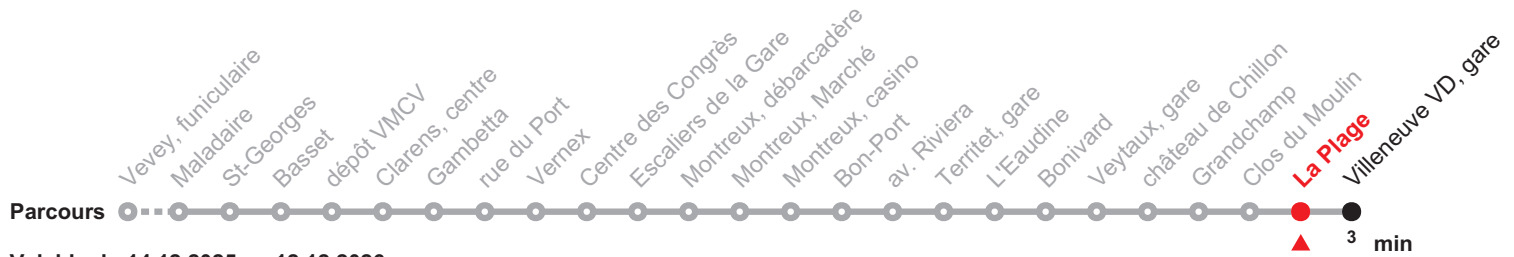 Vevey, funiculaire
Maladaire
St-Georges
Basset
dépôt VMCV
Clarens, centre
Gambetta
rue du Port
Vernex
Centre des Congrès
Escaliers de la Gare
Montreux, débarcadère
Montreux, Marché
Montreux, casino
Bon-Port
av. Riviera
Territet, gare
L'Eaudine
Bonivard
Veytaux, gare
château de Chillon
Grandchamp
Clos du Moulin
La Plage
Villeneuve VD, gare
Parcours
3 min